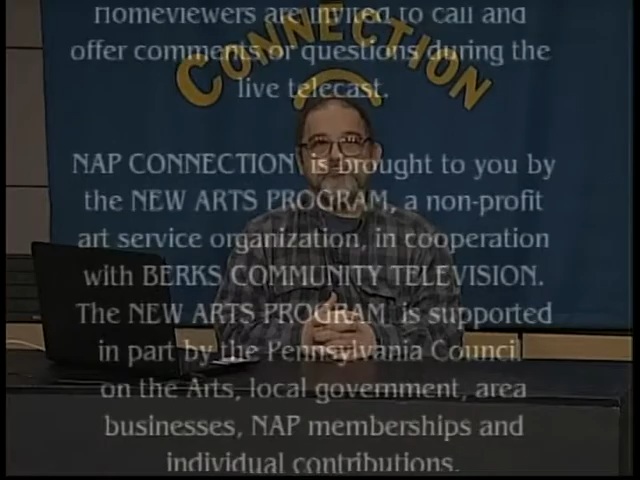 Homeviewers are invited to call and
offer comments or questions during the
live telecast.
CONNECTION
NAP CONNECTION is brought to you by
the NEW ARTS PROGRAM, a non-profit
art service organization, in cooperation
with BERKS COMMUNITY TELEVISION.
The NEW ARTS PROGRAM is supported
in part by the Pennsylvania Council
on the Arts, local government, area
businesses, NAP memberships and
individual contributions.